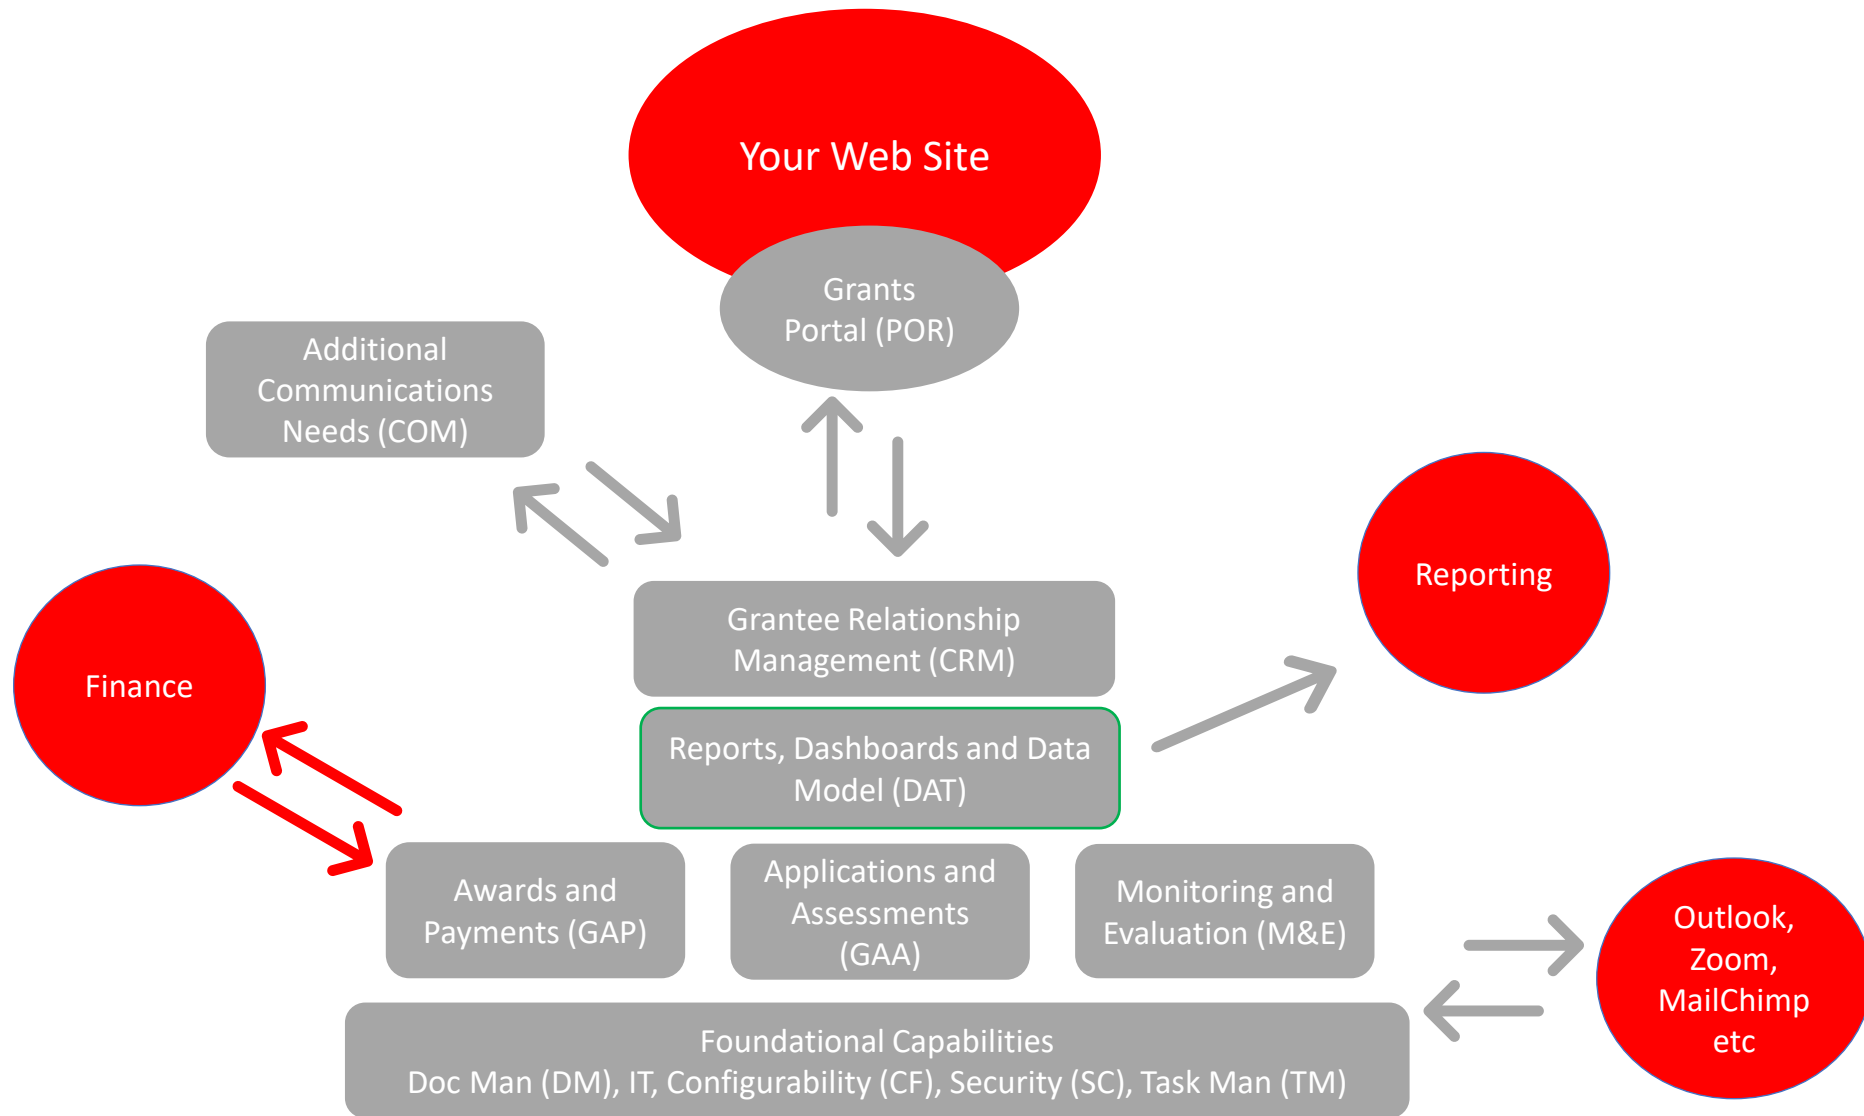 Your Web Site
Grants
Portal (POR)
Additional
Communications
Needs (COM)
Reporting
Grantee Relationship
Management (CRM)
Finance
Reports, Dashboards and Data
Model (DAT)
Awards and
Payments (GAP)
Applications and
Assessments
(GAA)
Monitoring and
Evaluation (M&E)
Outlook,
Zoom,
MailChimp
etc
Foundational Capabilities
Doc Man (DM), IT, Configurability (CF), Security (SC), Task Man (TM)